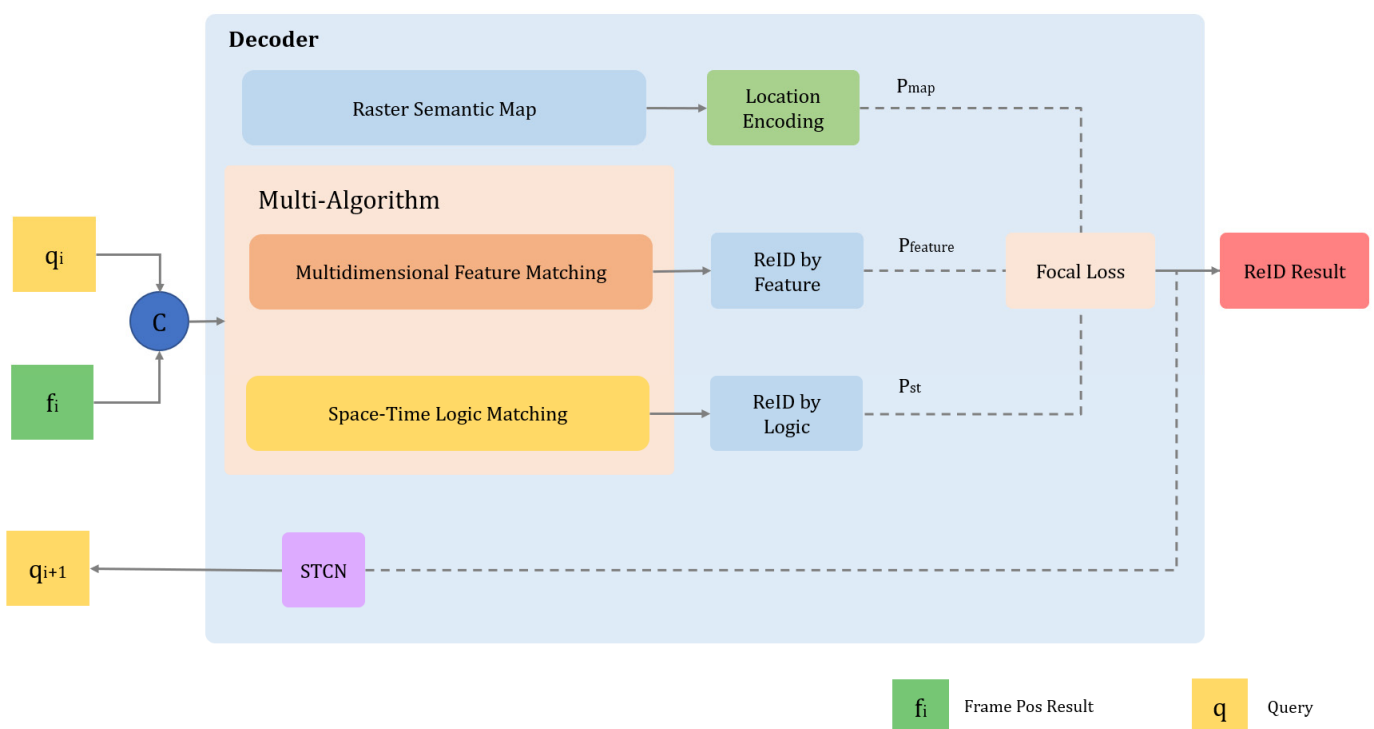 Decoder
Raster Semantic Map
Location
Encoding
Pmap
Multi-Algorithm
qi
Multidimensional Feature Matching
ReID by
Feature
Pfeature
Focal Loss
ReID Result
C
fi
Space-Time Logic Matching
ReID by
Logic
Pst
qi+1
STCN
fi Frame Pos Result
q Query